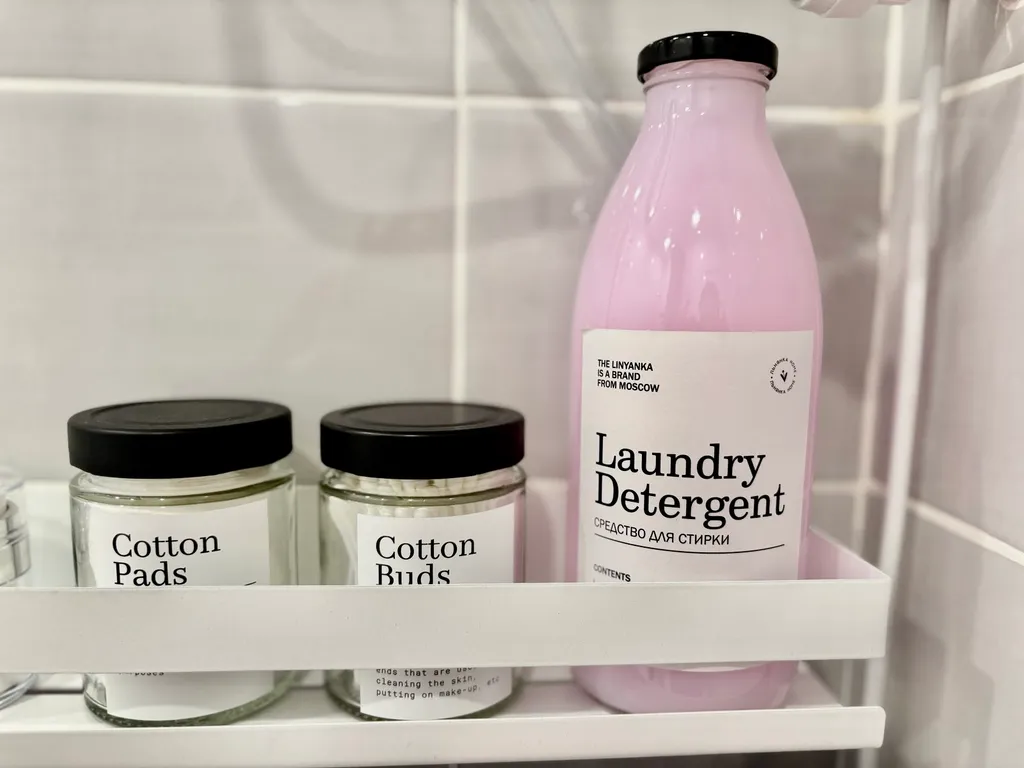 Cotton
Pads
Cotton
Buds
ends that are
cleaning the skin,
putting on make-up, etc
THE LINYANKA
IS A BRAND
FROM MOSCOW
Laundry
Detergent
СРЕДСТВО ДЛЯ СТИРКИ
CONTENTS